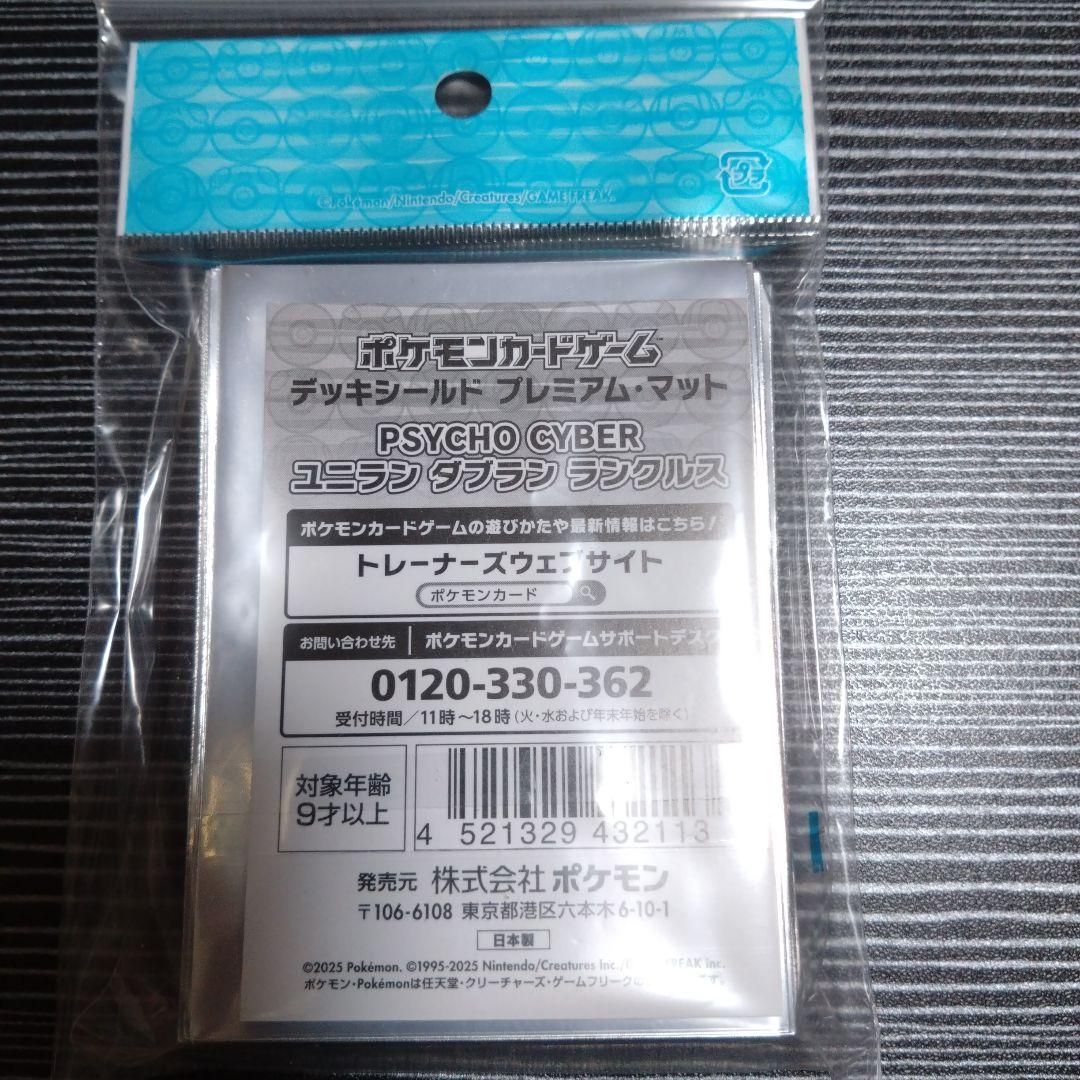 プラ
©Pokémon/Nintendo/Creatures/GAME FREAK.
ポケモンカードゲーム
デッキシールド プレミアム・マット
PSYCHO CYBER
ユニラン ダブラン ランクルス
ポケモンカードゲームの遊びかたや最新情報はこちら!
トレーナーズウェブサイト
ポケモンカード
お問い合わせ先 ポケモンカードゲームサポートデスク
0120-330-362
受付時間/11時~18時(火・水および年末年始を除く)
対象年齢
9才以上
4 521329 432113
発売元 株式会社ポケモン
〒106-6108 東京都港区六本木6-10-1
日本製
©2025 Pokémon. ©1995-2025 Nintendo/Creatures Inc./GAME FREAK inc.
ポケモン・Pokémonは任天堂・クリーチャーズ・ゲームフリークの